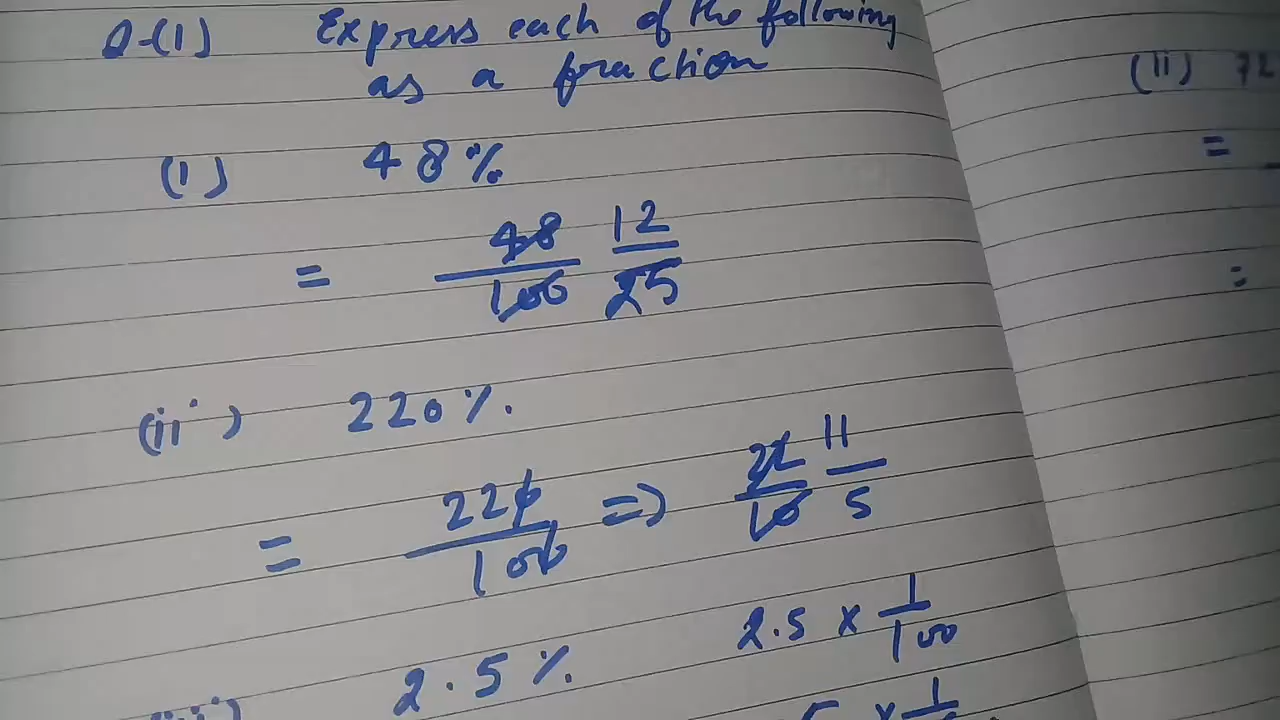 Q-(1) Express each of the following
as a fraction
(i) 48%
= 48/100 12/25
(ii) 220%.
= 220/100 => 22/10 11/5
2.5% 2.5 x 1/100
(ii) 72
=
=